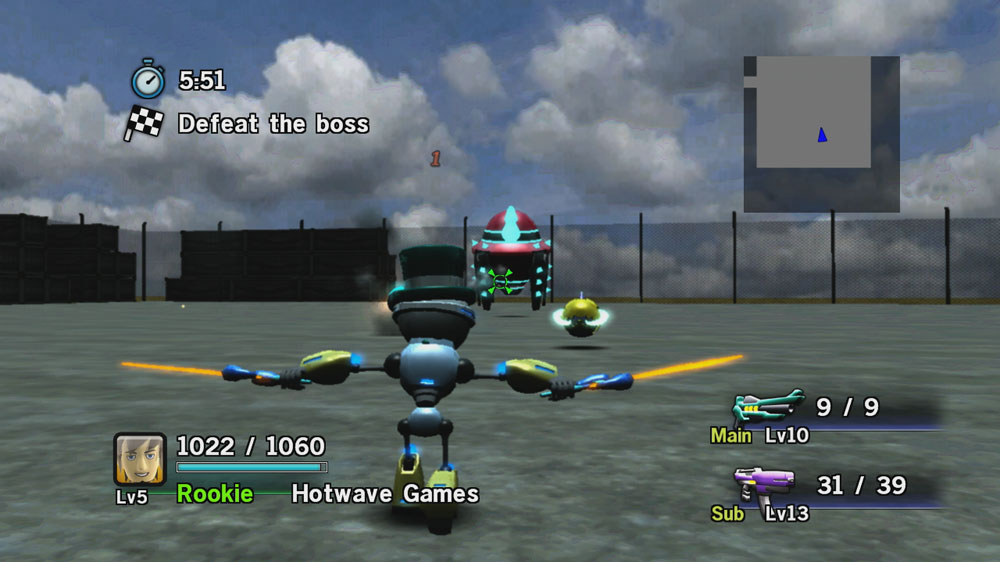 5:51
Defeat the boss
1
9 / 9
Main Lv10
1022 / 1060
31 / 39
Lv5 Rookie Hotwave Games
Sub Lv13